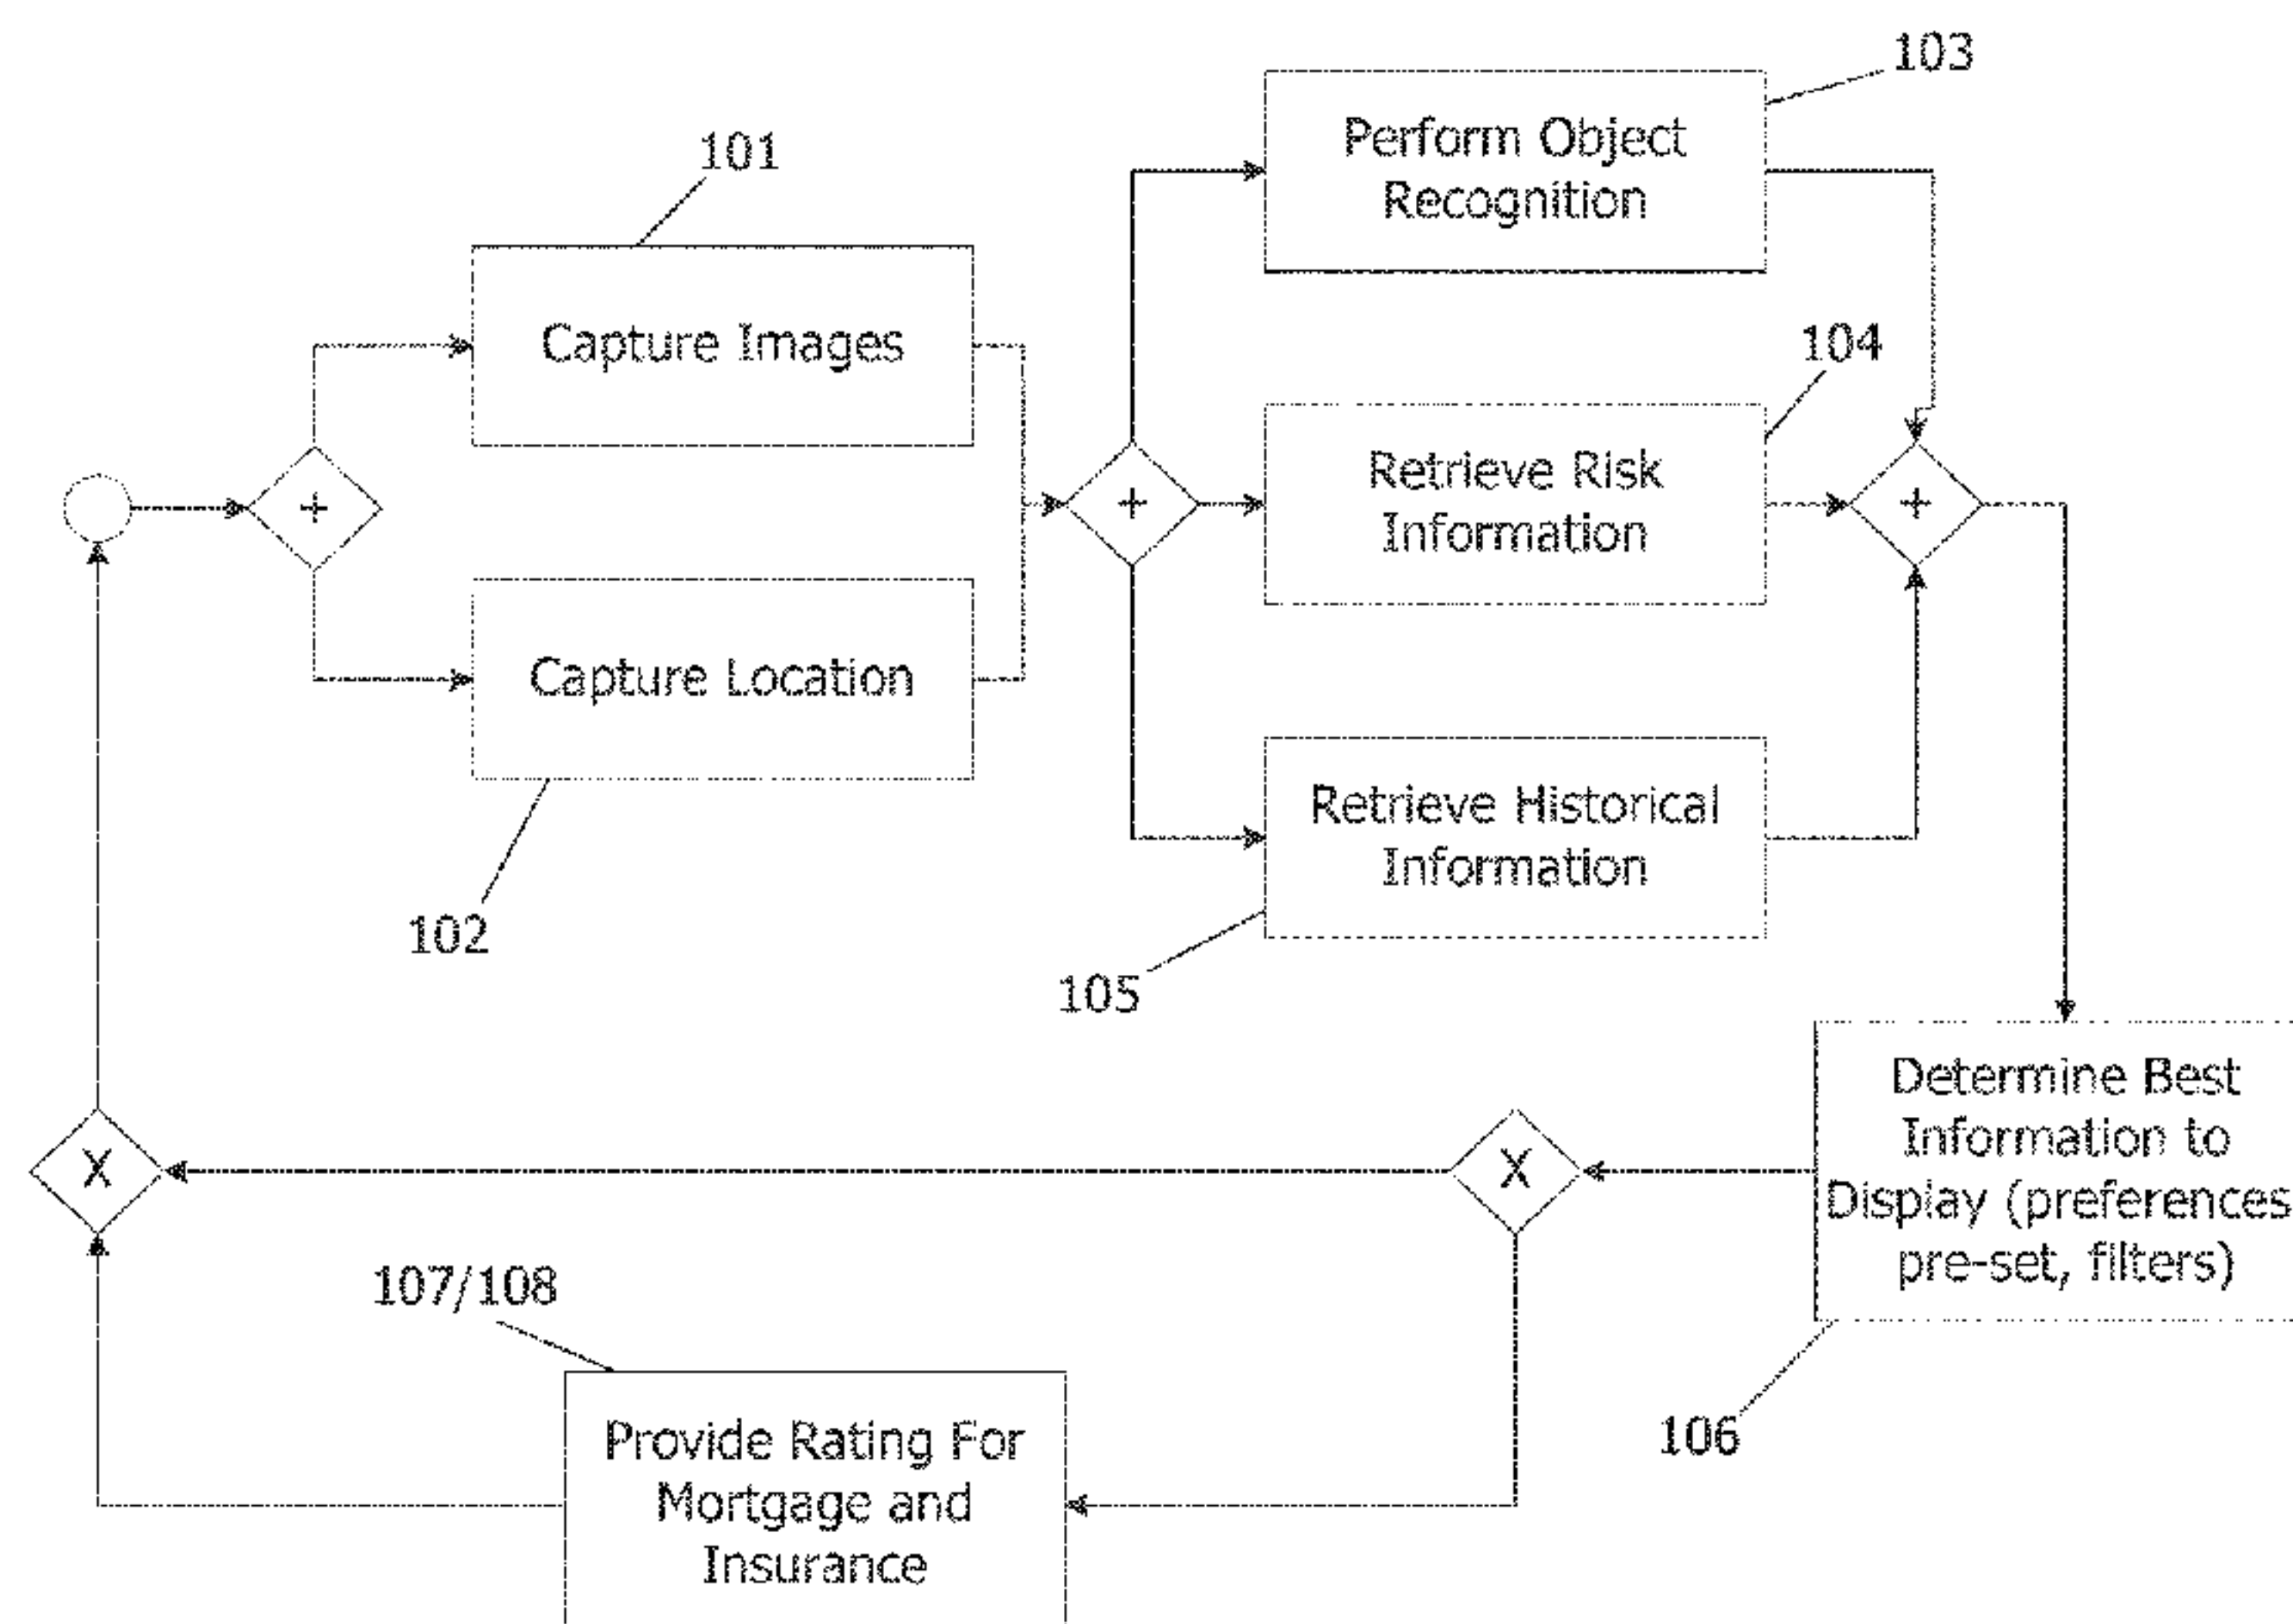 103
Perform Object
Recognition
101
Capture Images
104
Retrieve Risk
Information
+
+
+
Capture Location
Retrieve Historical
Information
102
105
Determine Best
Information to
Display (preferences
pre-set, filters)
X
X
107/108
106
Provide Rating For
Mortgage and
Insurance